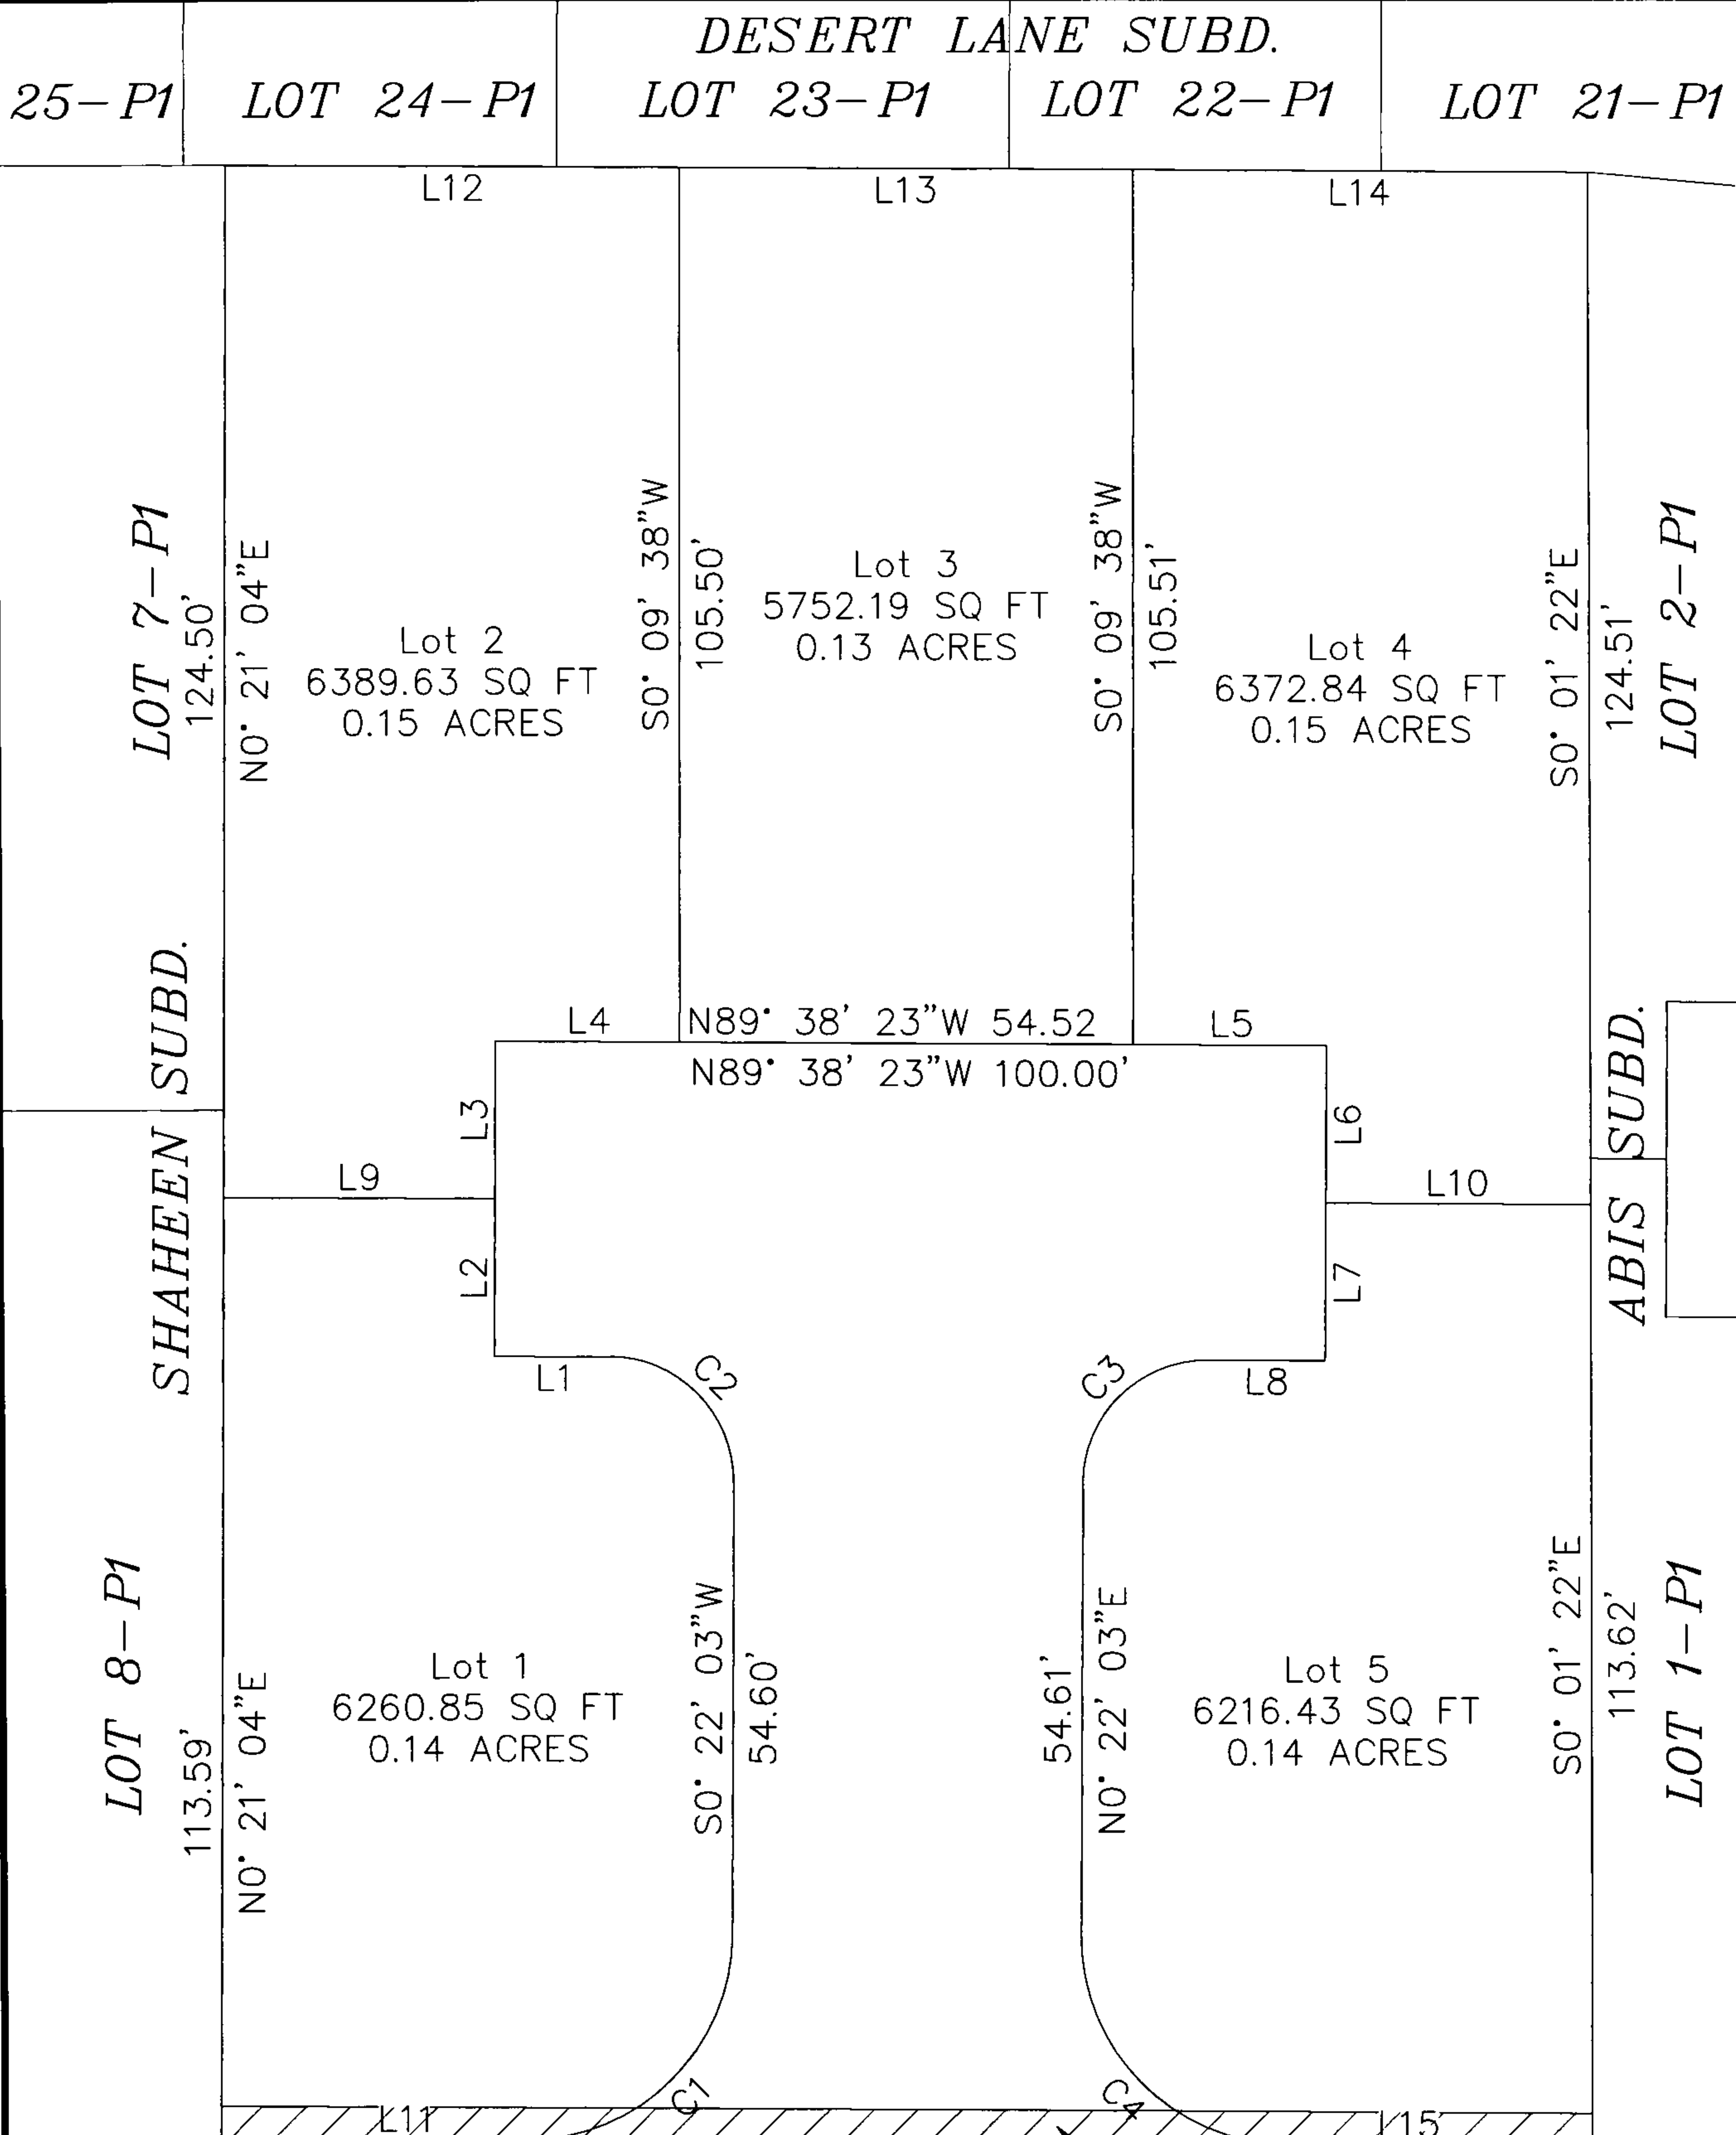 DESERT LANE SUBD.
25-P1
LOT 24-P1
LOT 23-P1
LOT 22-P1
LOT 21-P1
L12
L13
L14
LOT 7-P1
124.50'
N0° 21' 04"E
Lot 2
6389.63 SQ FT
0.15 ACRES
S0° 09' 38"W
105.50'
Lot 3
5752.19 SQ FT
0.13 ACRES
S0° 09' 38"W
105.51'
Lot 4
6372.84 SQ FT
0.15 ACRES
S0° 01' 22"E
124.51'
LOT 2-P1
SHAHEEN SUBD.
L4
N89° 38' 23"W 54.52
L5
N89° 38' 23"W 100.00'
L3
L6
L9
L10
L2
L7
ABIS SUBD.
L1
C2
C3
L8
LOT 8-P1
113.59'
N0° 21' 04"E
Lot 1
6260.85 SQ FT
0.14 ACRES
S0° 22' 03"W
54.60'
54.61'
N0° 22' 03"E
Lot 5
6216.43 SQ FT
0.14 ACRES
S0° 01' 22"E
113.62'
LOT 1-P1
C1
C4
L11
L15